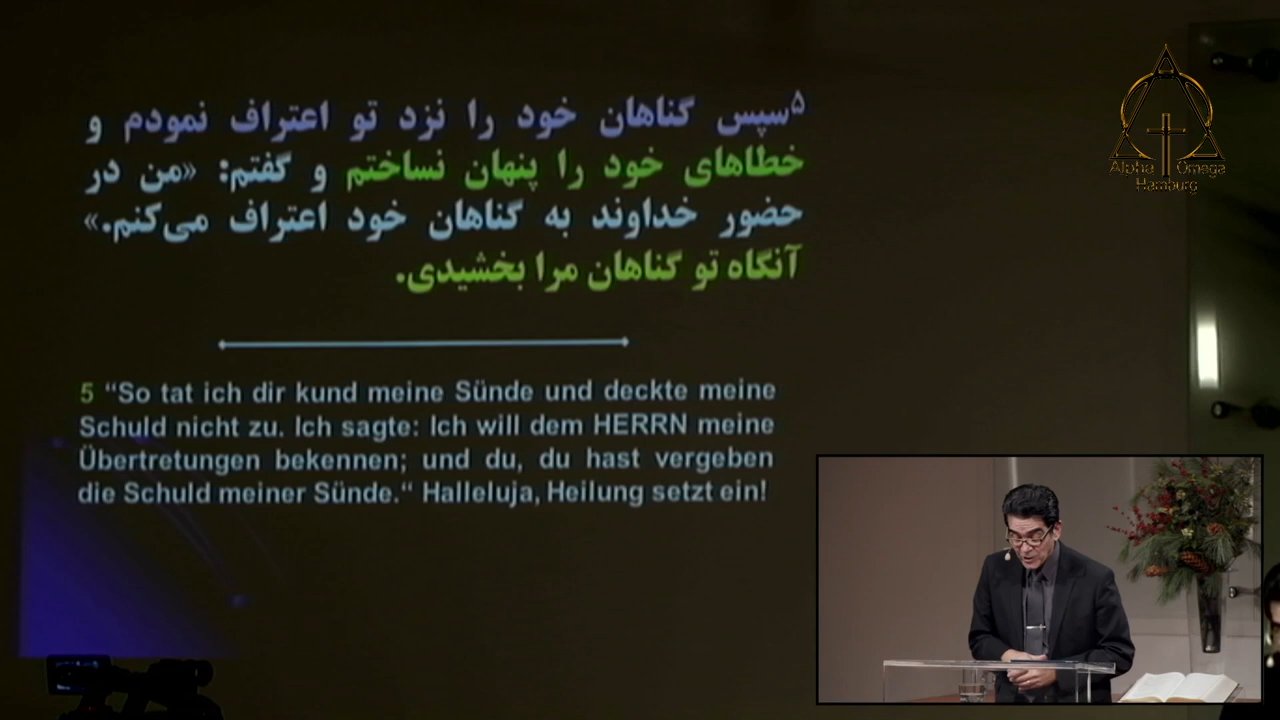 ۵سپس گناهان خود را نزد تو اعتراف نمودم و
خطاهای خود را پنهان نساختم و گفتم: «من در
حضور خداوند به گناهان خود اعتراف می‌کنم.»
آنگاه تو گناهان مرا بخشیدی.
5 “So tat ich dir kund meine Sünde und deckte meine
Schuld nicht zu. Ich sagte: Ich will dem HERRN meine
Übertretungen bekennen; und du, du hast vergeben
die Schuld meiner Sünde.“ Halleluja, Heilung setzt ein!
Alpha Omega
Hamburg